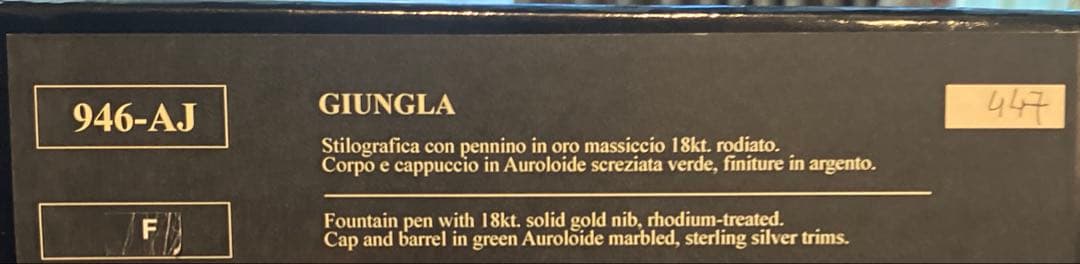 946-AJ
GIUNGLA
447
Stilografica con pennino in oro massiccio 18kt. rodiato.
Corpo e cappuccio in Auroloide screziata verde, finiture in argento.
F
Fountain pen with 18kt. solid gold nib, rhodium-treated.
Cap and barrel in green Auroloide marbled, sterling silver trims.